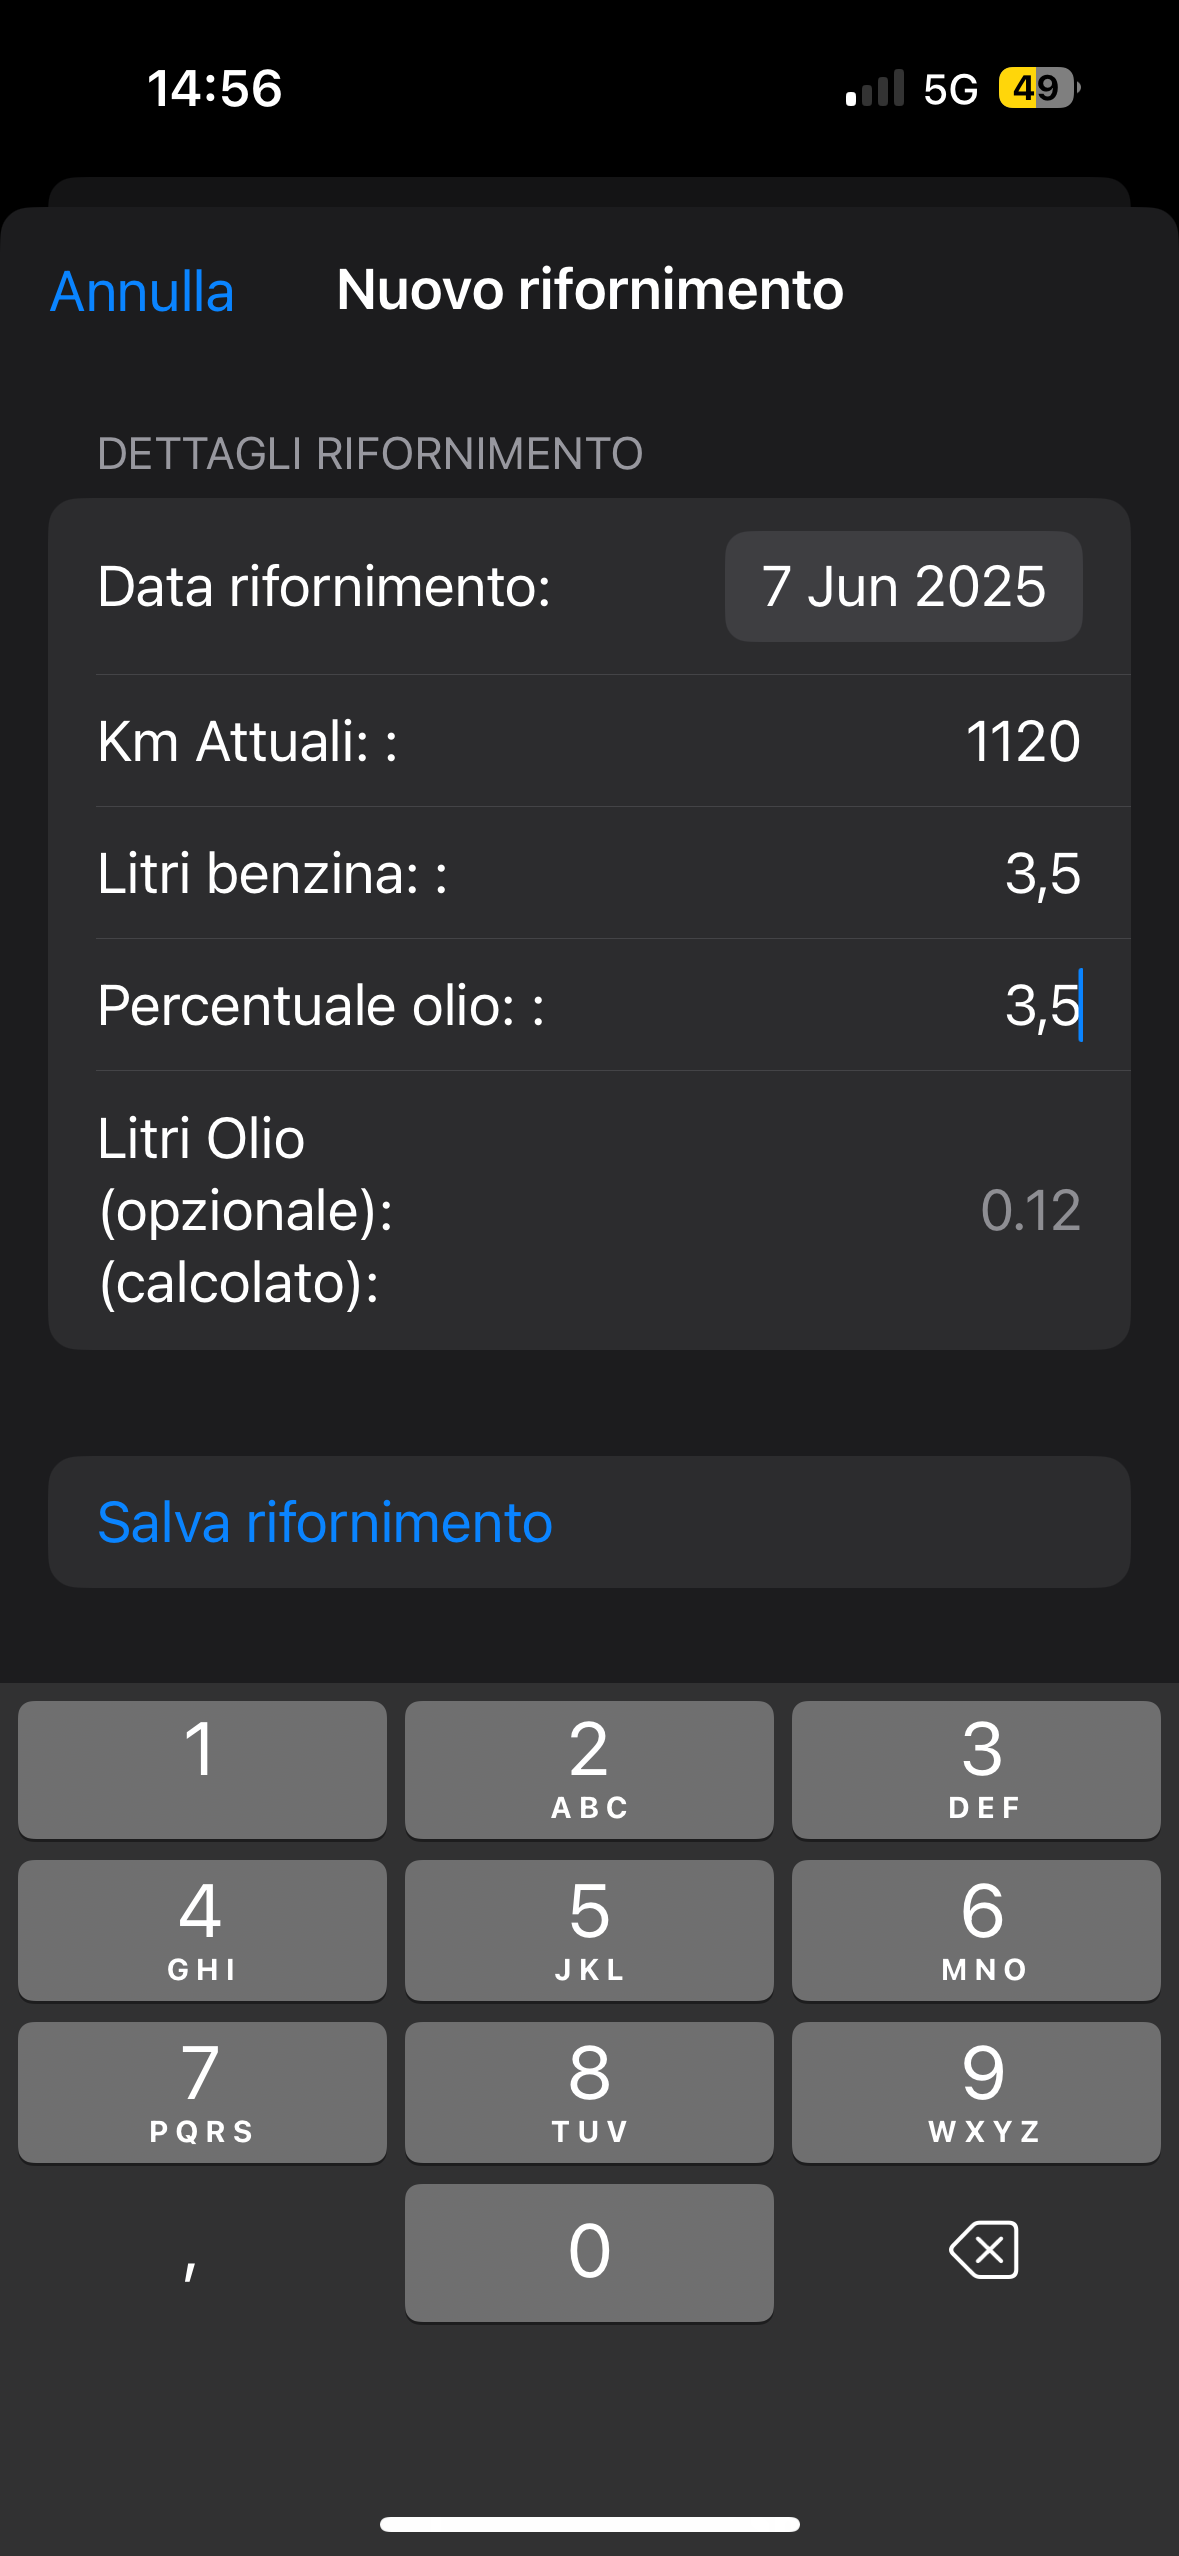 14:56
5G
49
Annulla
Nuovo rifornimento
DETTAGLI RIFORNIMENTO
Data rifornimento:
7 Jun 2025
Km Attuali: :
1120
Litri benzina: :
3,5
Percentuale olio: :
3,5
Litri Olio
(opzionale):
(calcolato):
0.12
Salva rifornimento
1
2
ABC
3
DEF
4
GHI
5
JKL
6
MNO
7
PQRS
8
TUV
9
WXYZ
,
0